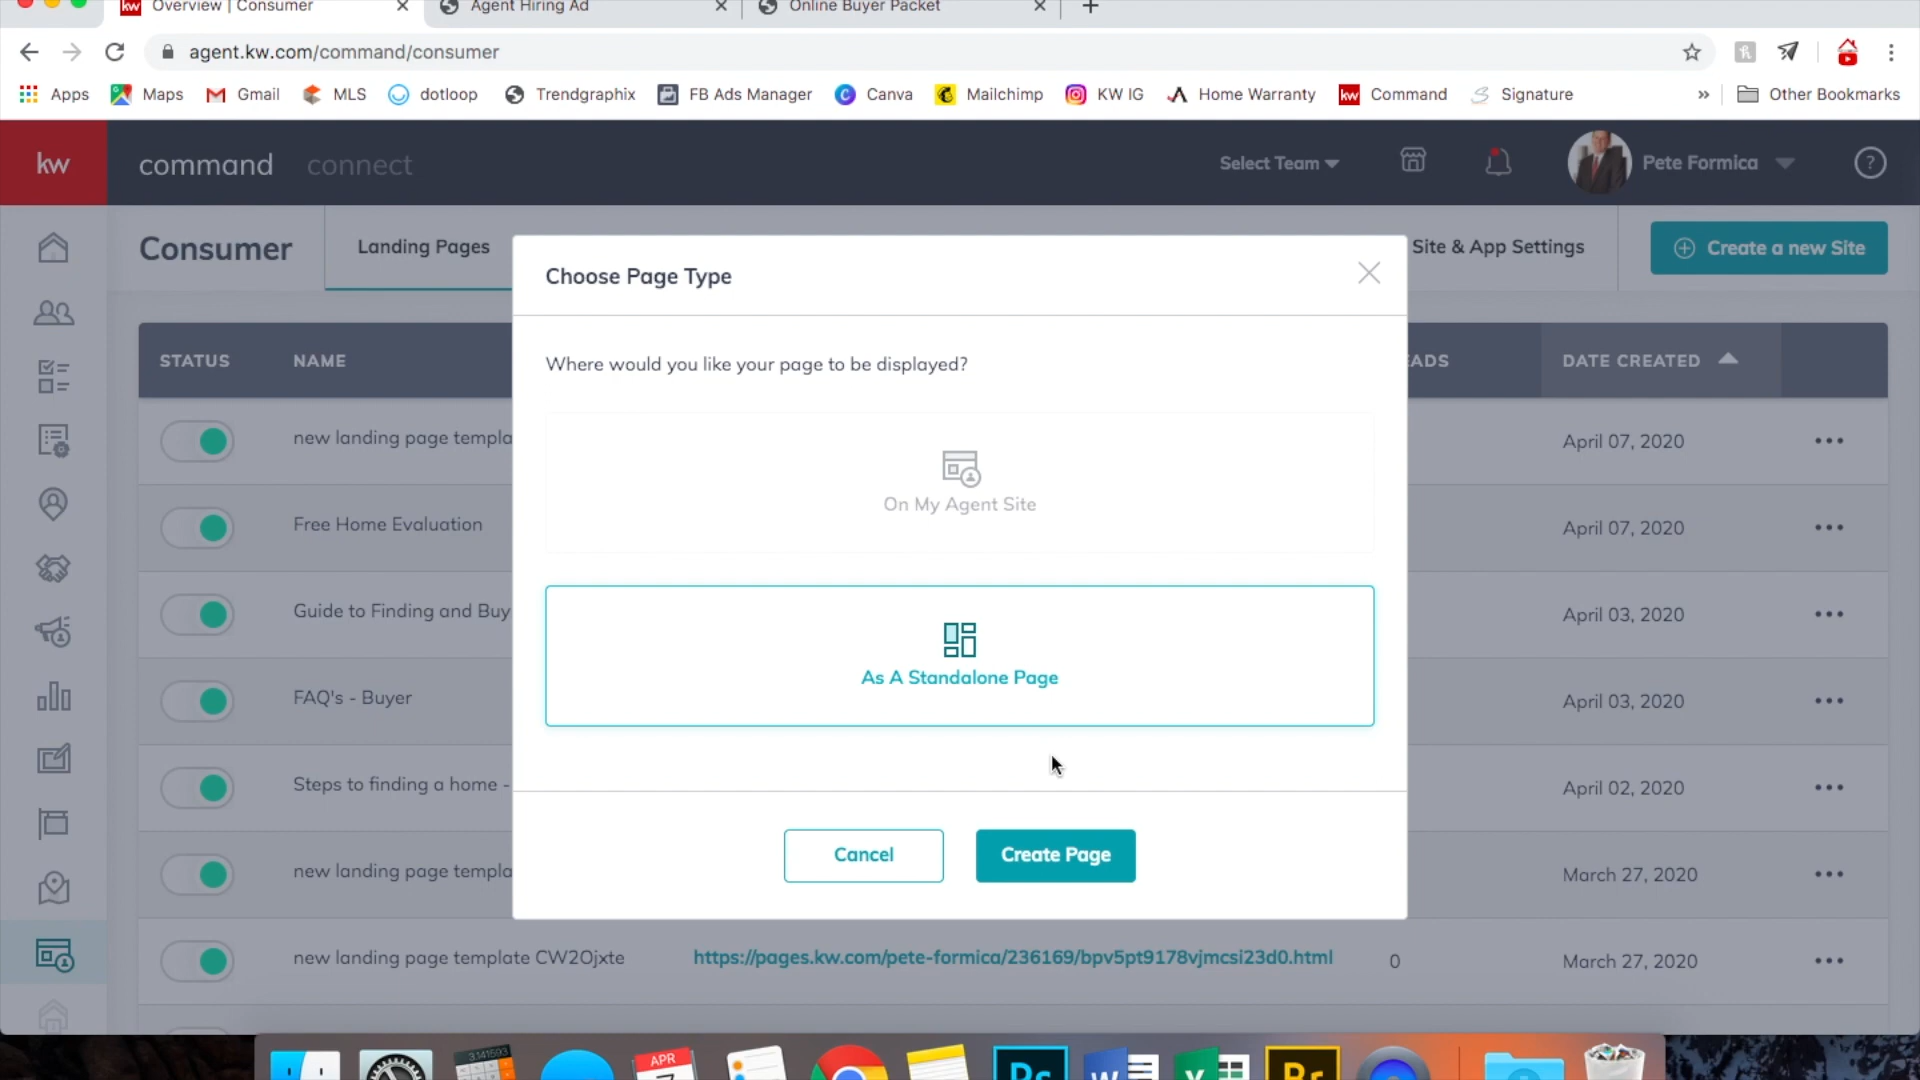 Overview | Consumer
Agent Hiring Ad
Online Buyer Packet
agent.kw.com/command/consumer
Apps
Maps
Gmail
MLS
dotloop
Trendgraphix
FB Ads Manager
Canva
Mailchimp
KW IG
Home Warranty
kw
Command
Signature
Other Bookmarks
kw
command
connect
Select Team
Pete Formica
Consumer
Landing Pages
Site & App Settings
Create a new Site
Choose Page Type
Where would you like your page to be displayed?
On My Agent Site
As A Standalone Page
Cancel
Create Page
STATUS
NAME
EADS
DATE CREATED
new landing page templa
April 07, 2020
Free Home Evaluation
April 07, 2020
Guide to Finding and Buy
April 03, 2020
FAQ's - Buyer
April 03, 2020
Steps to finding a home -
April 02, 2020
new landing page templa
March 27, 2020
new landing page template CW2Ojxte
https://pages.kw.com/pete-formica/236169/bpv5pt9178vjmcsi23d0.html
0
March 27, 2020
3.141593
APR